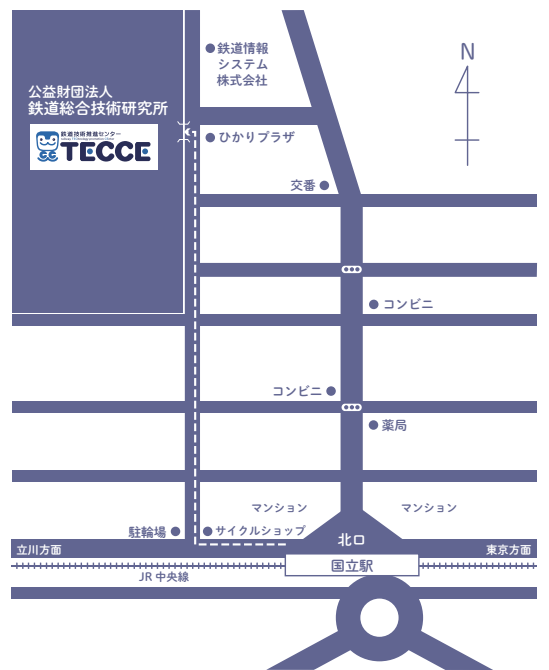 鉄道情報
システム
株式会社
N
公益財団法人
鉄道総合技術研究所
鉄道技術推進センター
TECCE
ひかりプラザ
交番
コンビニ
コンビニ
薬局
マンション
マンション
駐輪場
サイクルショップ
北口
立川方面
東京方面
国立駅
JR 中央線